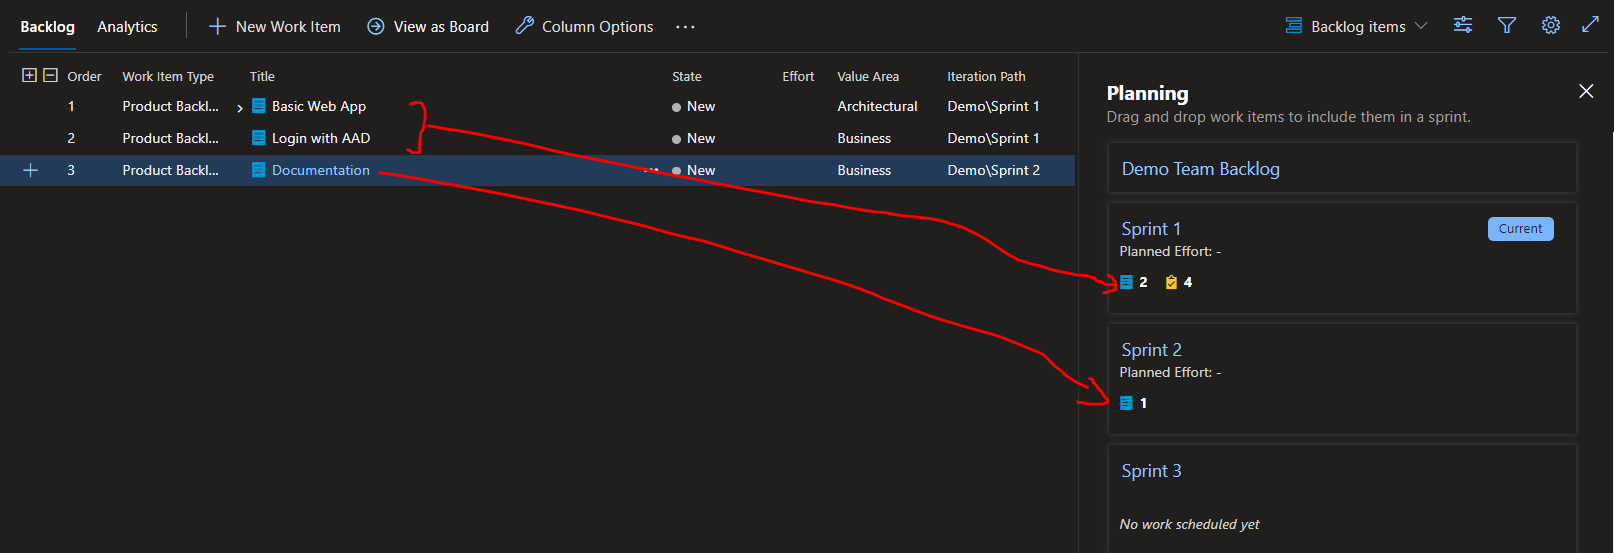 Backlog Analytics New Work Item View as Board Column Options ... Backlog items
Order Work Item Type Title State Effort Value Area Iteration Path
1 Product Backl... Basic Web App New Architectural Demo\Sprint 1
2 Product Backl... Login with AAD New Business Demo\Sprint 1
3 Product Backl... Documentation ... New Business Demo\Sprint 2
Planning
Drag and drop work items to include them in a sprint.
Demo Team Backlog
Sprint 1 Current
Planned Effort: -
2 4
Sprint 2
Planned Effort: -
1
Sprint 3
No work scheduled yet